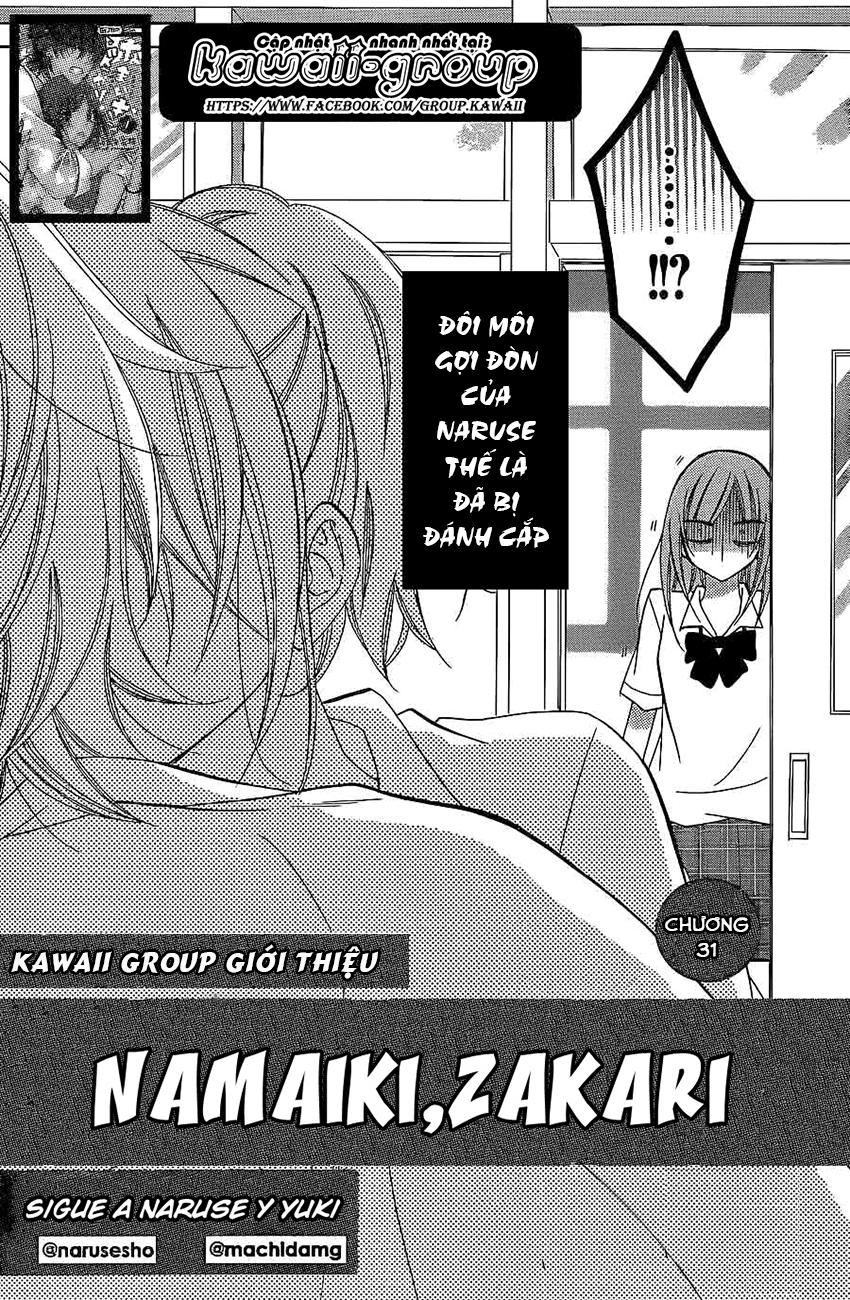 Cập nhật nhanh nhất tại:
kawaii-group
HTTPS://WWW.FACEBOOK.COM/GROUP.KAWAII
!!?
ĐÔI MÔI
GỢI ĐÒN
CỦA
NARUSE
THẾ LÀ
ĐÃ BỊ
ĐÁNH CẮP
CHƯƠNG
31
KAWAII GROUP GIỚI THIỆU
NAMAIKI,ZAKARI
SIGUE A NARUSE Y YUKI
@narusesho @machidamg